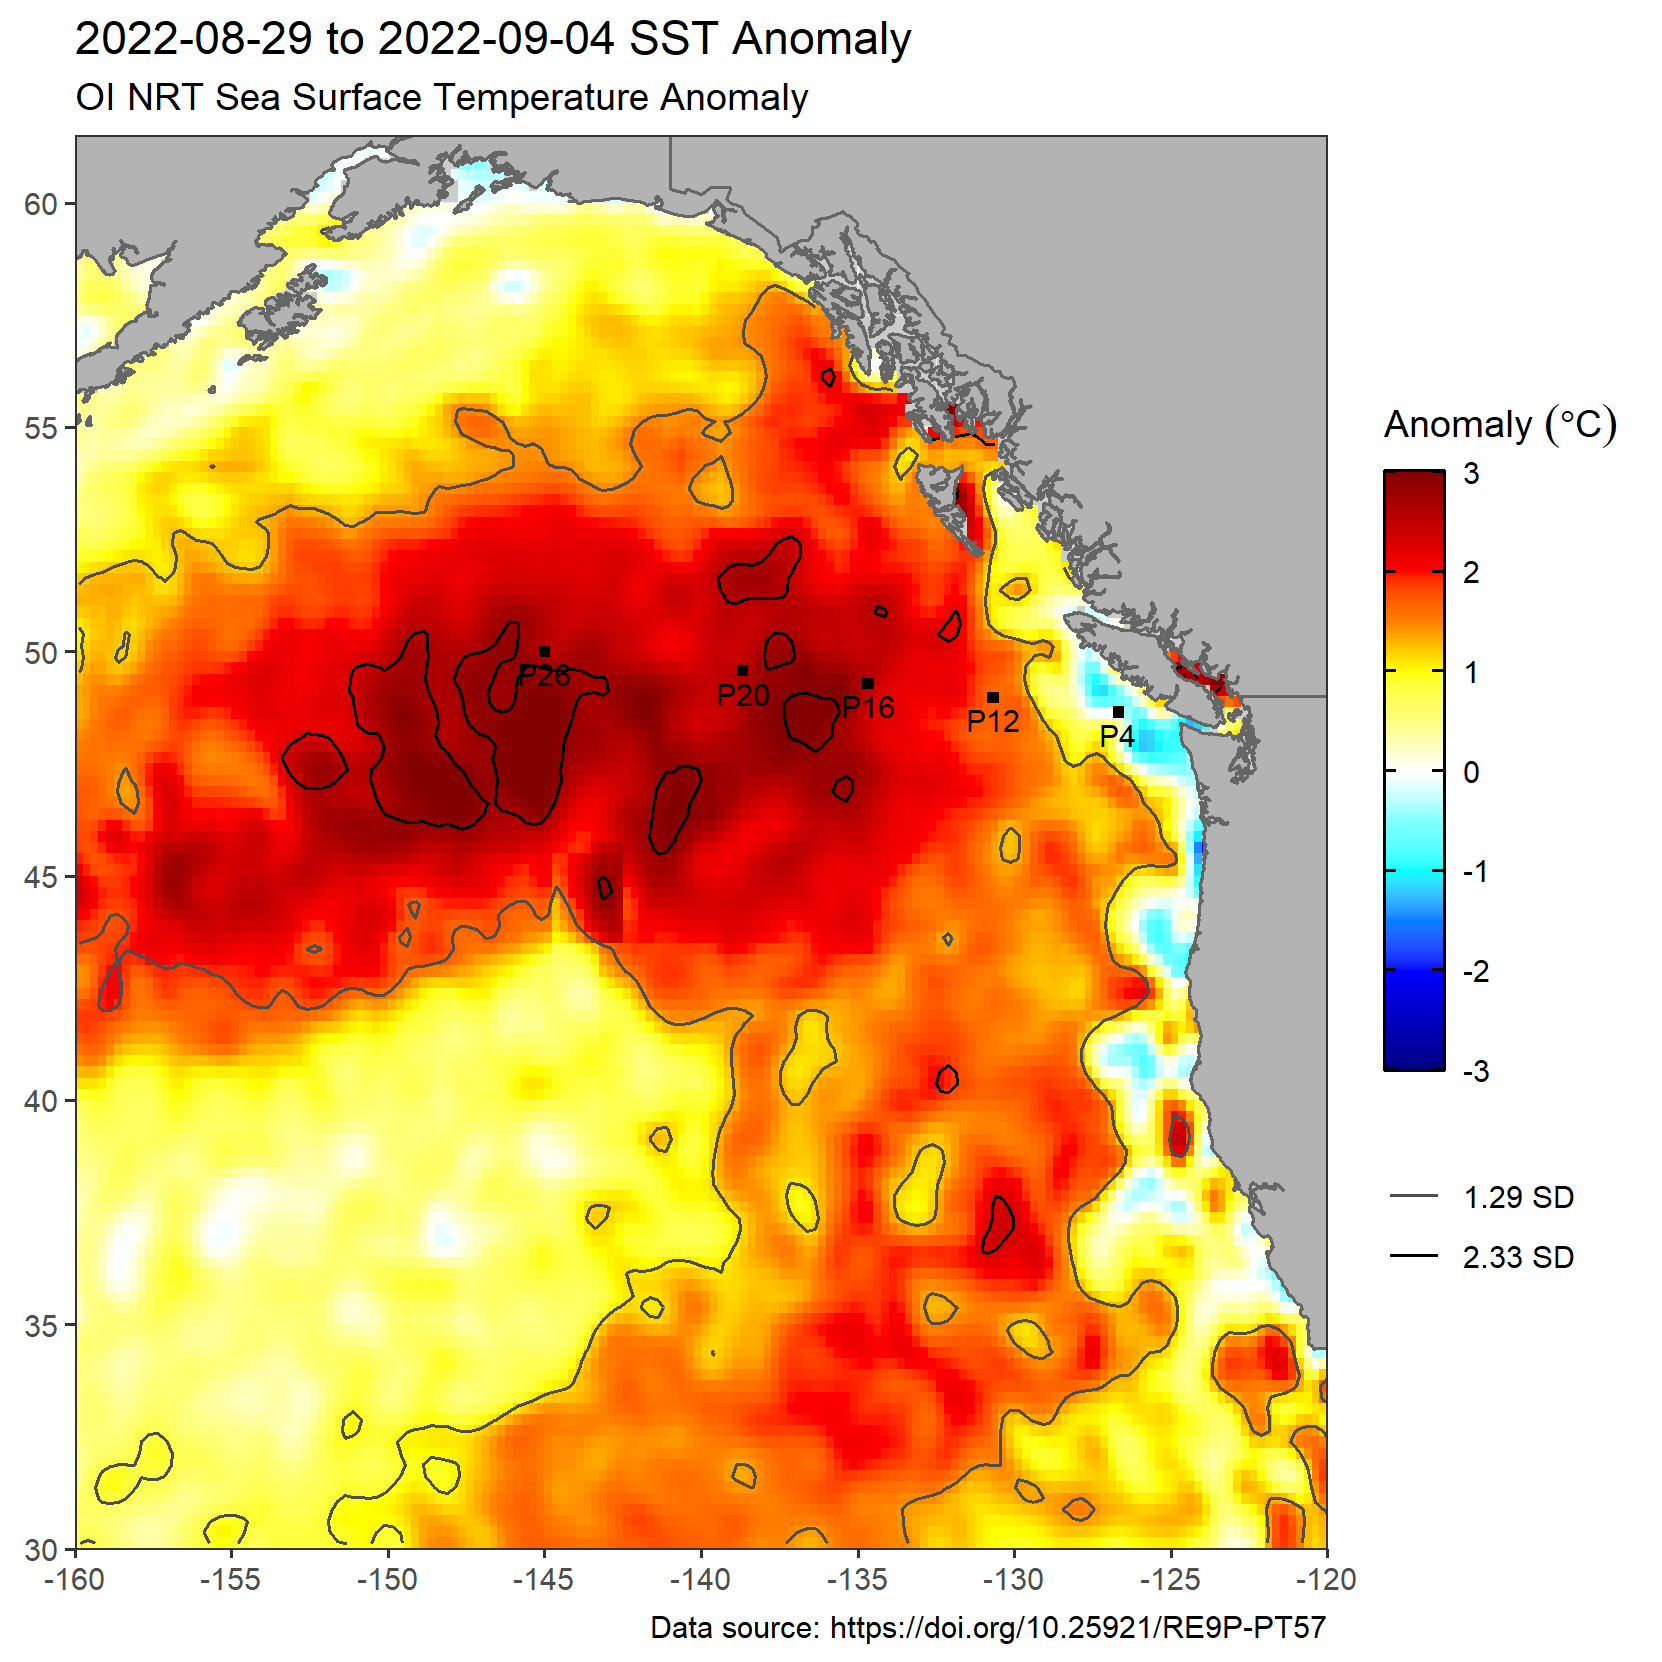 2022-08-29 to 2022-09-04 SST Anomaly
OI NRT Sea Surface Temperature Anomaly
60
55
50
45
40
35
30
-160
-155
-150
-145
-140
-135
-130
-125
-120
P26
P20
P16
P12
P4
Anomaly (°C)
3
2
1
0
-1
-2
-3
1.29 SD
2.33 SD
Data source: https://doi.org/10.25921/RE9P-PT57